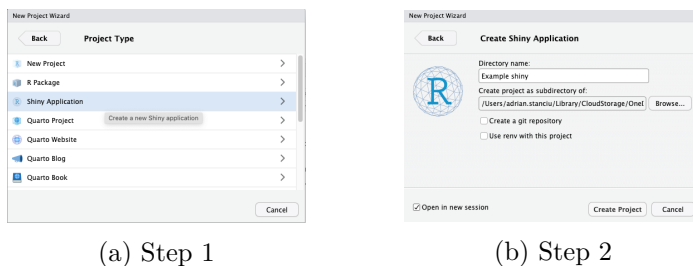 New Project Wizard
Back
Project Type
New Project
R Package
Shiny Application
Quarto Project
Create a new Shiny application
Quarto Website
Quarto Blog
Quarto Book
Cancel
(a) Step 1
New Project Wizard
Back
Create Shiny Application
R
Directory name:
Example shiny
Create project as subdirectory of:
/Users/adrian.stanciu/Library/CloudStorage/Onel
Browse...
Create a git repository
Use renv with this project
Open in new session
Create Project
Cancel
(b) Step 2